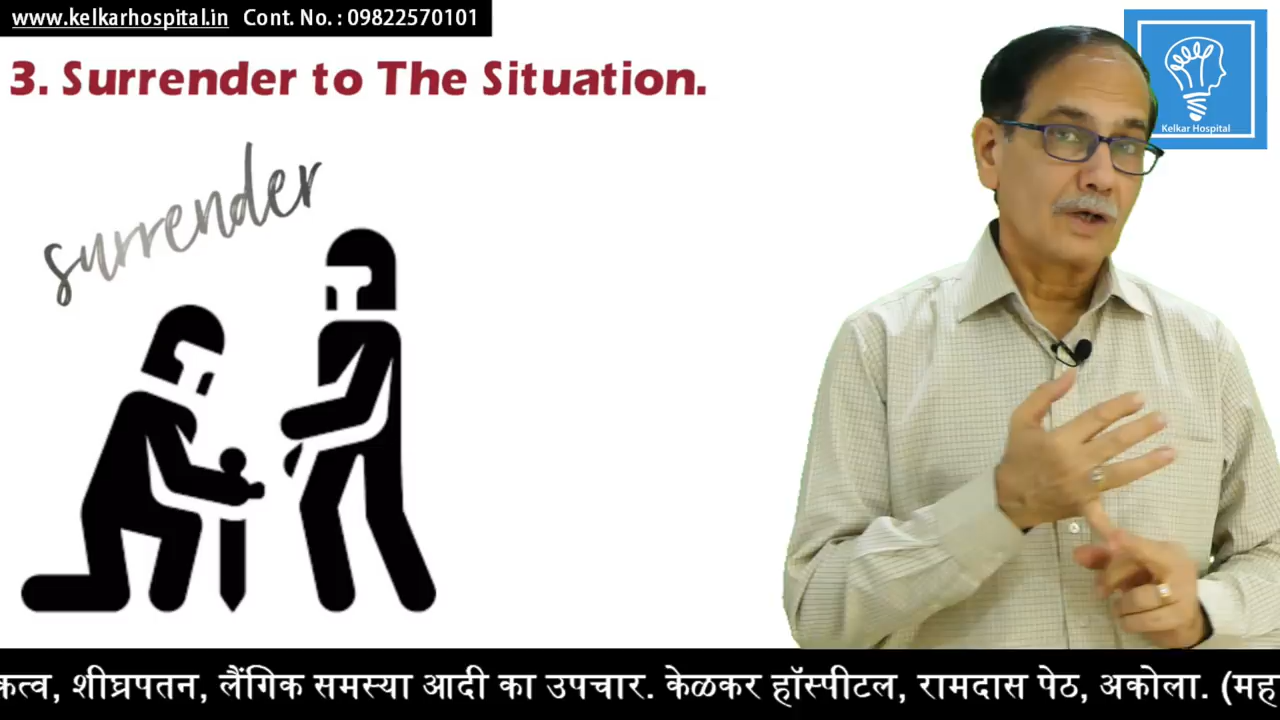 www.kelkarhospital.in Cont. No. : 09822570101
Kelkar Hospital
3. Surrender to The Situation.
surrender
शीघ्रपतन, लैंगिक समस्या आदी का उपचार. केळकर हॉस्पीटल, रामदास पेठ, अकोला.